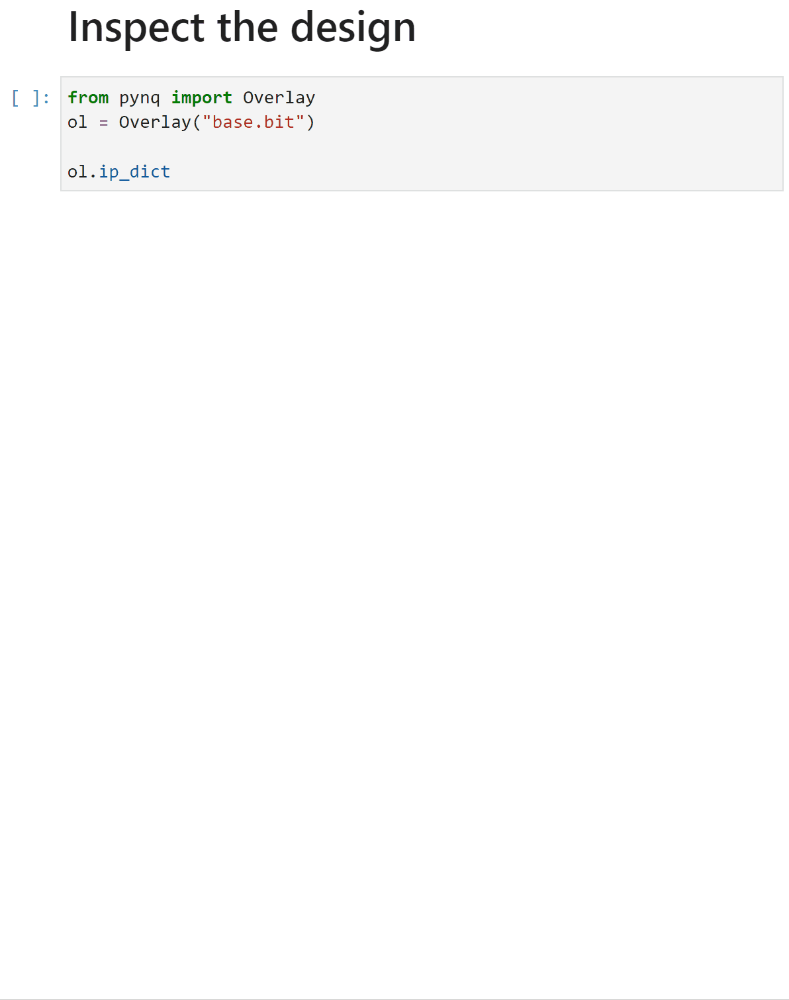 Inspect the design
[ ]: from pynq import Overlay
ol = Overlay("base.bit")
ol.ip_dict